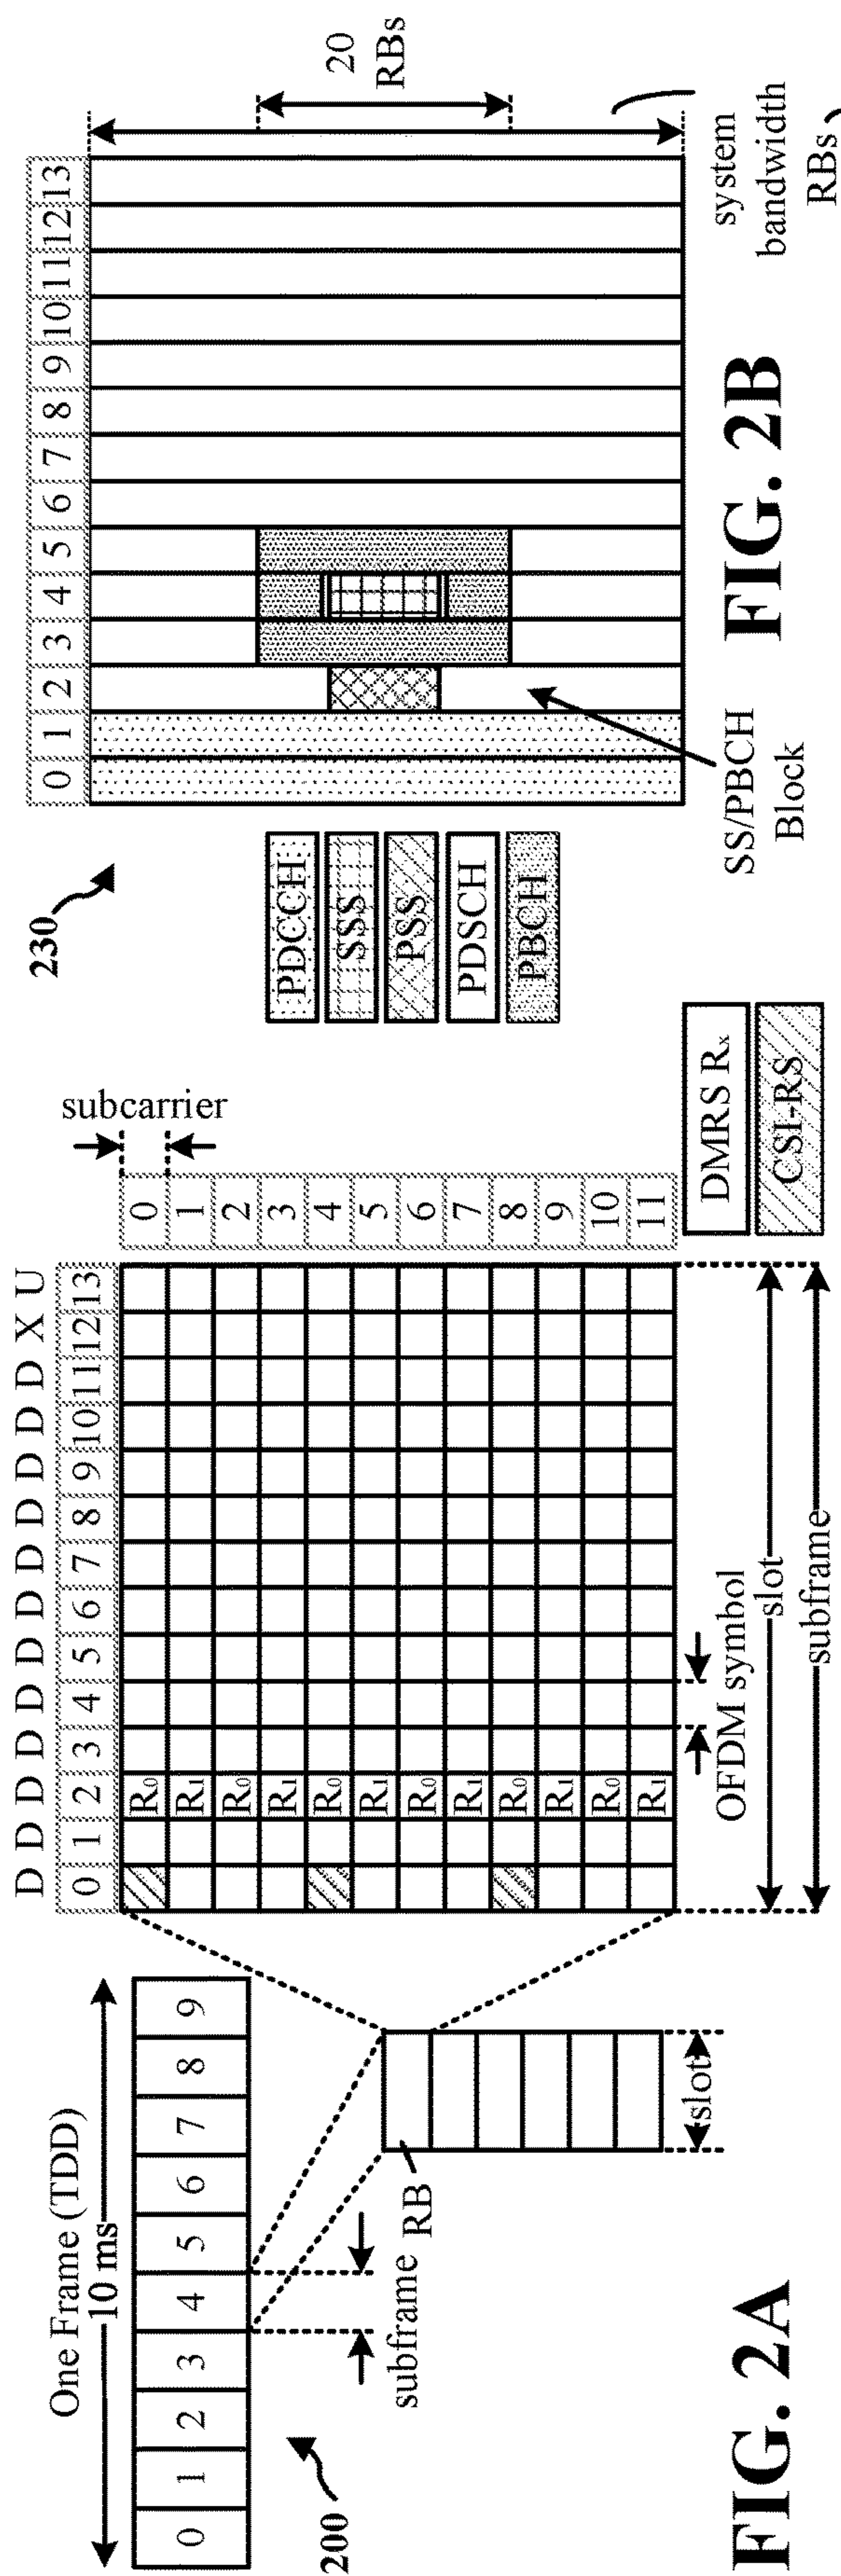 One Frame (TDD)
10 ms
0 1 2 3 4 5 6 7 8 9
200
subframe
RB
slot
D D D D D D D D D D D D X U
0 1 2 3 4 5 6 7 8 9 10 11 12 13
R₀
R₁
R₀
R₁
R₀
R₁
R₀
R₁
R₀
R₁
R₀
R₁
subcarrier
0
1
2
3
4
5
6
7
8
9
10
11
OFDM symbol
slot
subframe
DMRS Rₓ
CSI-RS
FIG. 2A
230
0 1 2 3 4 5 6 7 8 9 10 11 12 13
PDCCH
SSS
PSS
PDSCH
PBCH
20
RBs
SS/PBCH
Block
system
bandwidth
RBs
FIG. 2B